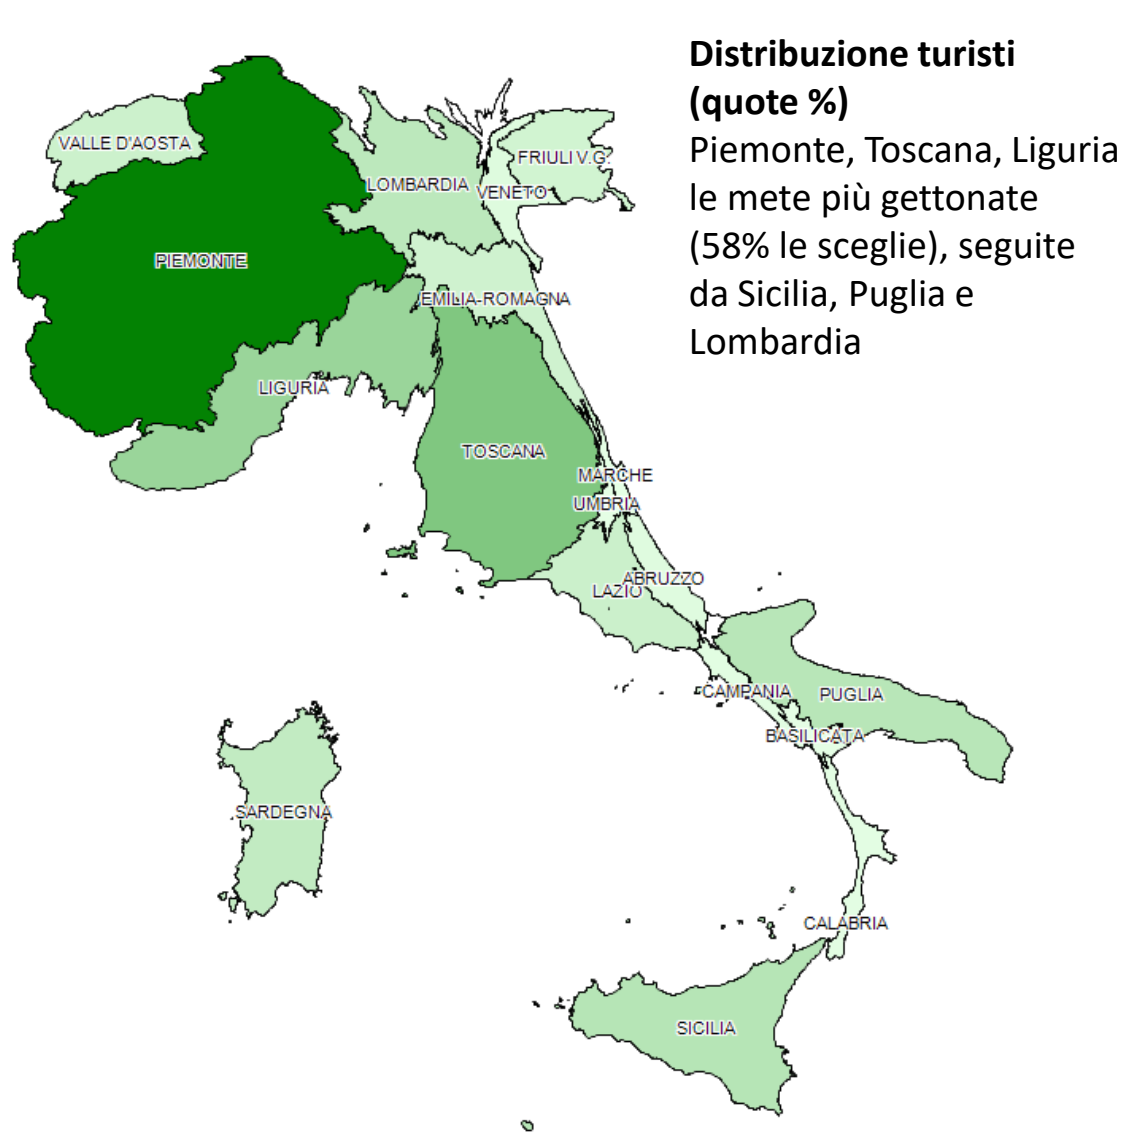 Distribuzione turisti
(quote %)
Piemonte, Toscana, Liguria
le mete più gettonate
(58% le sceglie), seguite
da Sicilia, Puglia e
Lombardia
VALLE D'AOSTA
FRIULI V.G.
LOMBARDIA
VENETO
PIEMONTE
EMILIA-ROMAGNA
LIGURIA
TOSCANA
MARCHE
UMBRIA
ABRUZZO
LAZIO
CAMPANIA
PUGLIA
BASILICATA
SARDEGNA
CALABRIA
SICILIA